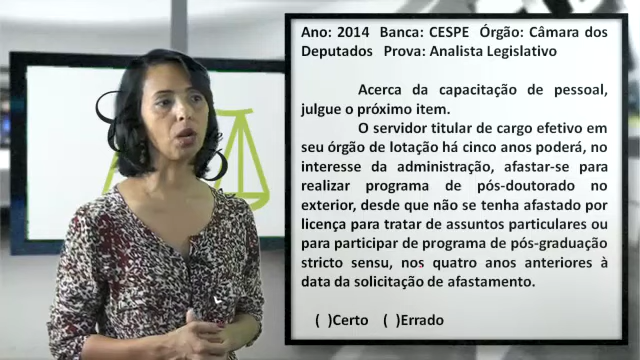 Ano: 2014 Banca: CESPE Órgão: Câmara dos
Deputados Prova: Analista Legislativo
Acerca da capacitação de pessoal,
julgue o próximo item.
O servidor titular de cargo efetivo em
seu órgão de lotação há cinco anos poderá, no
interesse da administração, afastar-se para
realizar programa de pós-doutorado no
exterior, desde que não se tenha afastado por
licença para tratar de assuntos particulares ou
para participar de programa de pós-graduação
stricto sensu, nos quatro anos anteriores à
data da solicitação de afastamento.
( )Certo ( )Errado